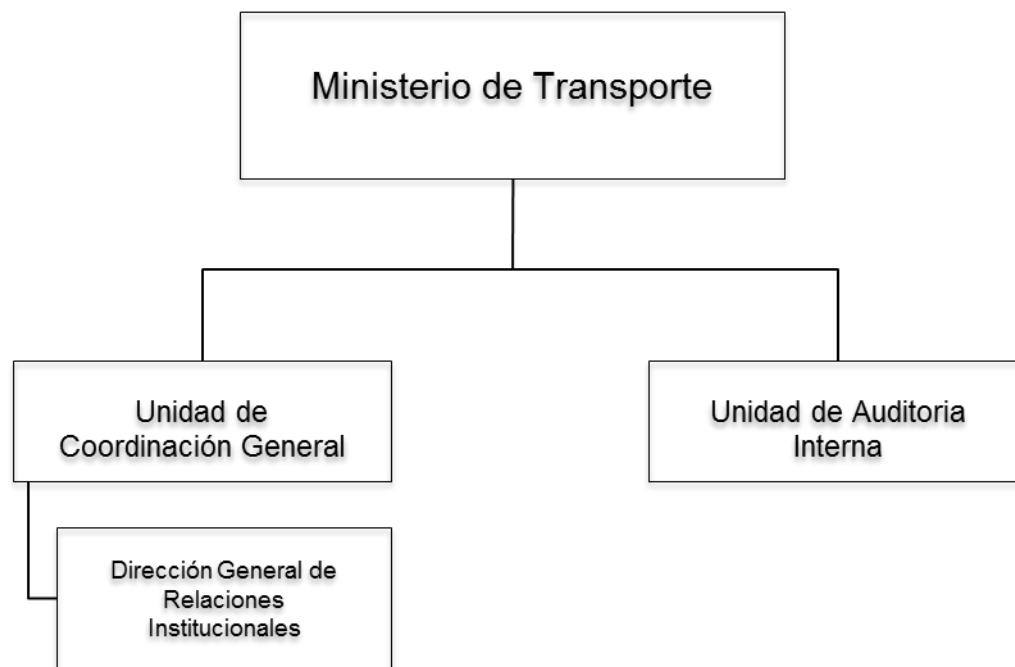 Ministerio de Transporte
Unidad de
Coordinación General
Unidad de Auditoria
Interna
Dirección General de
Relaciones
Institucionales